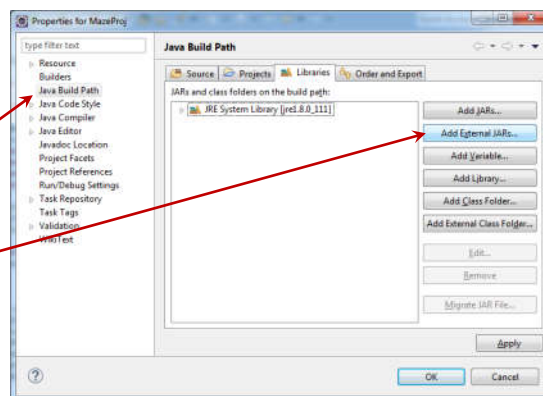 Properties for MazeProj
type filter text
Resource
Builders
Java Build Path
Java Code Style
Java Compiler
Java Editor
Javadoc Location
Project Facets
Project References
Run/Debug Settings
Task Repository
Task Tags
Validation
WikiText
Java Build Path
Source Projects Libraries Order and Export
JARs and class folders on the build path:
JRE System Library [jre1.8.0_111]
Add JARs...
Add External JARs...
Add Variable...
Add Library...
Add Class Folder...
Add External Class Folder...
Edit...
Remove
Migrate JAR File...
Apply
OK Cancel